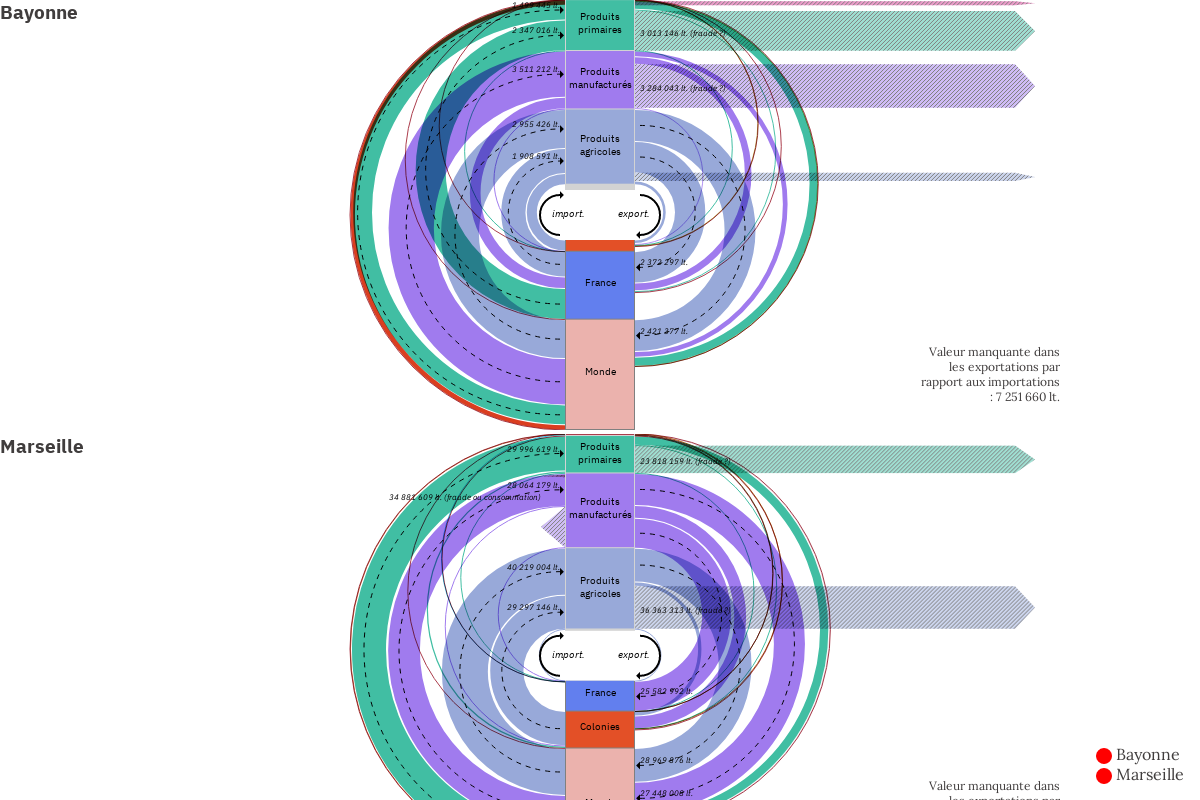 Bayonne
Produits
primaires
2 347 016 lt.
3 013 146 lt. (fraude ?)
3 511 212 lt.
Produits
manufacturés
3 284 043 lt. (fraude ?)
2 955 426 lt.
Produits
agricoles
1 908 591 lt.
import.
export.
2 372 297 lt.
France
2 421 377 lt.
Monde
Valeur manquante dans
les exportations par
rapport aux importations
: 7 251 660 lt.
Marseille
29 996 619 lt.
Produits
primaires
23 818 159 lt. (fraude ?)
28 064 179 lt.
34 881 609 lt. (fraude ou consommation)
Produits
manufacturés
40 219 004 lt.
Produits
agricoles
29 297 146 lt.
36 363 313 lt. (fraude ?)
import.
export.
France
25 582 992 lt.
Colonies
28 969 876 lt.
27 448 008 lt.
Valeur manquante dans
les exportations par
Bayonne
Marseille